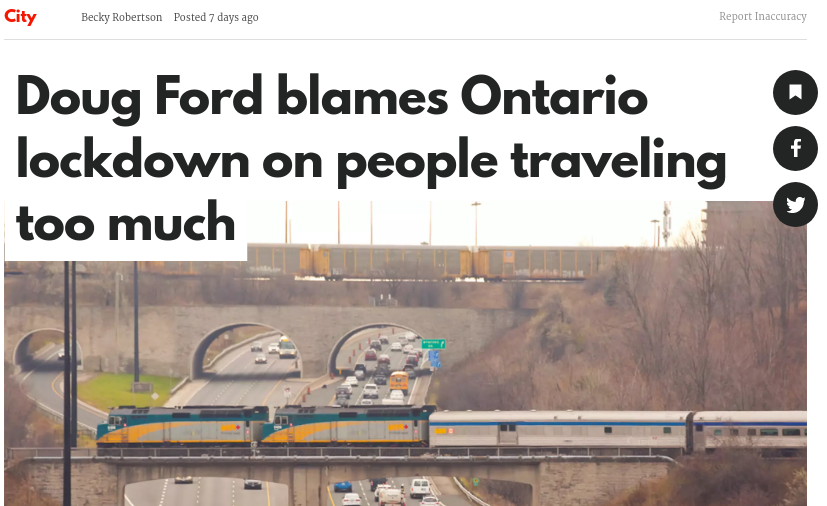 City
Becky Robertson Posted 7 days ago
Report Inaccuracy
Doug Ford blames Ontario
lockdown on people traveling
too much